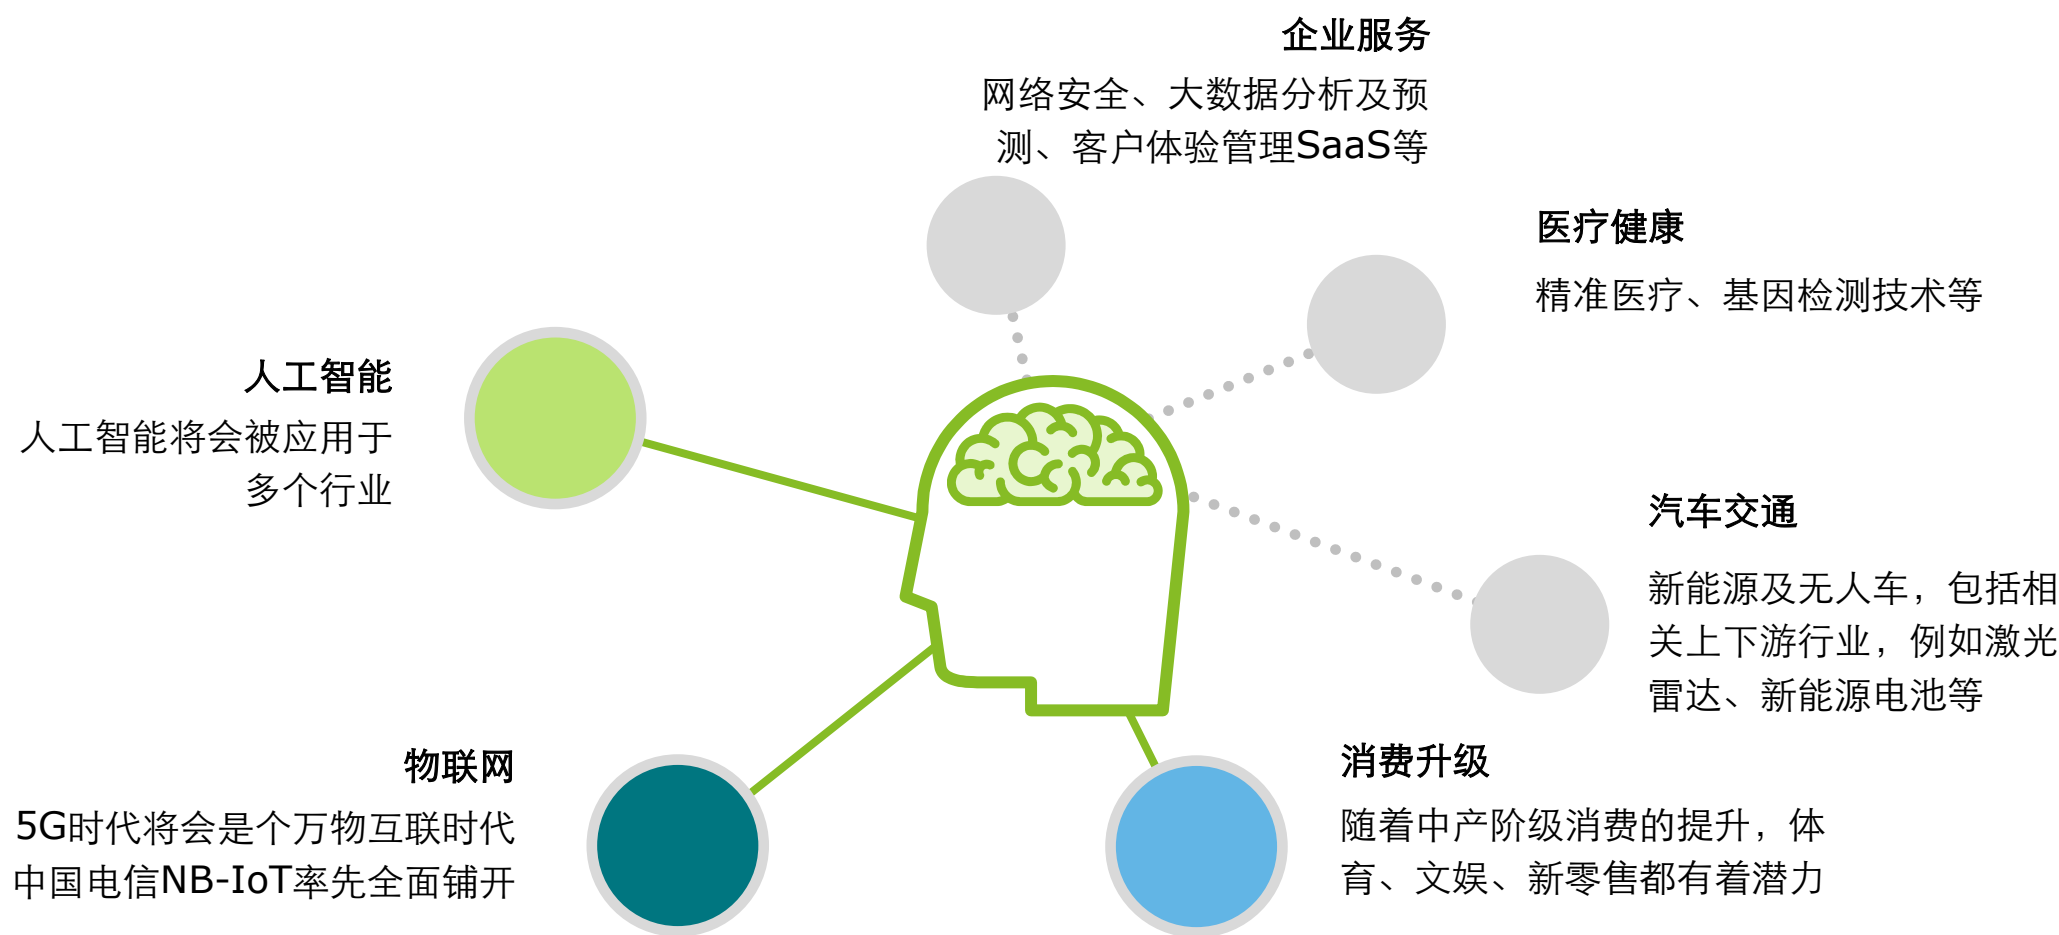 企业服务
网络安全、大数据分析及预
测、客户体验管理SaaS等
医疗健康
精准医疗、基因检测技术等
人工智能
人工智能将会被应用于
多个行业
汽车交通
新能源及无人车，包括相
关上下游行业，例如激光
雷达、新能源电池等
物联网
5G时代将会是个万物互联时代
中国电信NB-IoT率先全面铺开
消费升级
随着中产阶级消费的提升，体
育、文娱、新零售都有着潜力